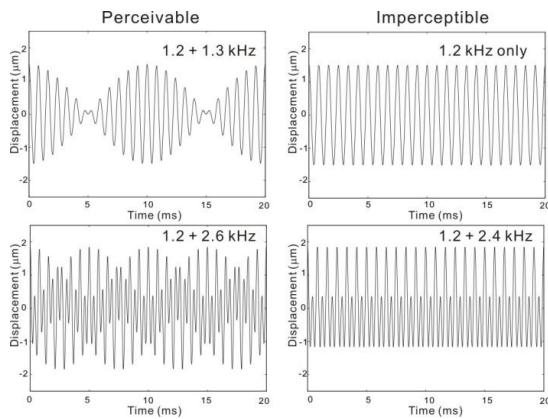 Perceivable
Imperceptible
1.2 + 1.3 kHz
Displacement (μm)
2
1
0
-1
-2
0 5 10 15 20
Time (ms)
1.2 kHz only
Displacement (μm)
2
1
0
-1
-2
0 5 10 15 20
Time (ms)
1.2 + 2.6 kHz
Displacement (μm)
2
1
0
-1
-2
0 5 10 15 20
Time (ms)
1.2 + 2.4 kHz
Displacement (μm)
2
1
0
-1
-2
0 5 10 15 20
Time (ms)